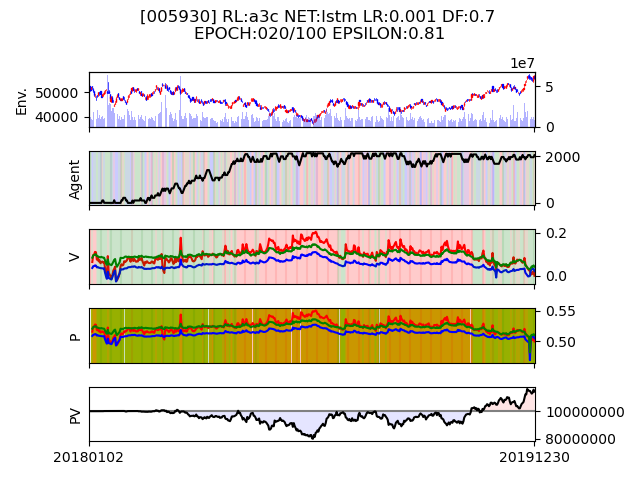 [005930] RL:a3c NET:lstm LR:0.001 DF:0.7
EPOCH:020/100 EPSILON:0.81
1e7
Env.
50000
40000
5
0
Agent
2000
0
V
0.2
0.0
P
0.55
0.50
PV
100000000
80000000
20180102
20191230